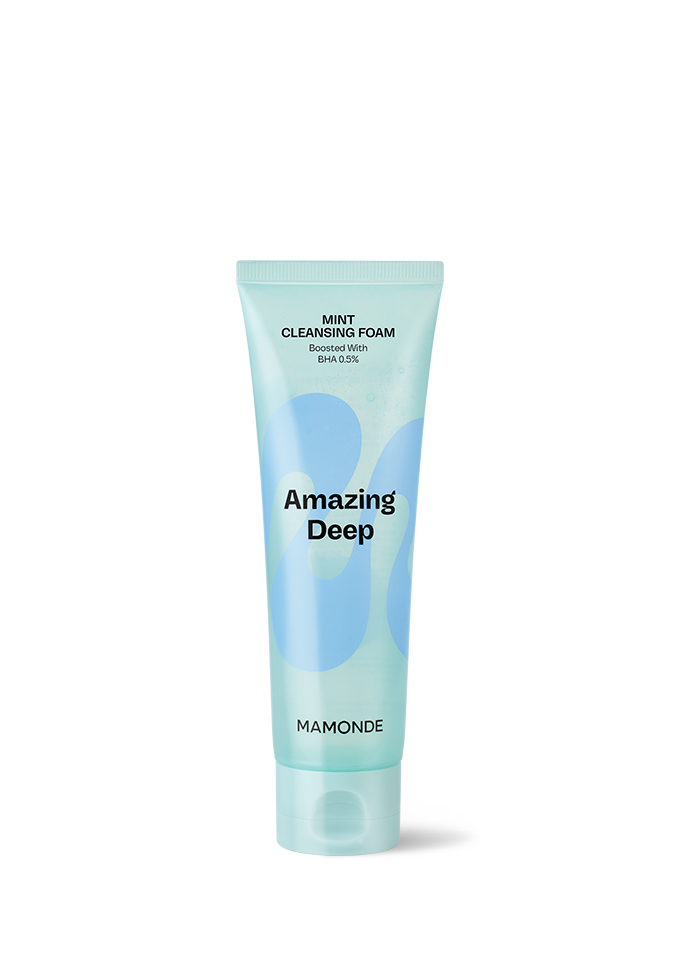 MINT
CLEANSING FOAM
Boosted With
BHA 0.5%
Amazing
Deep
MAMONDE